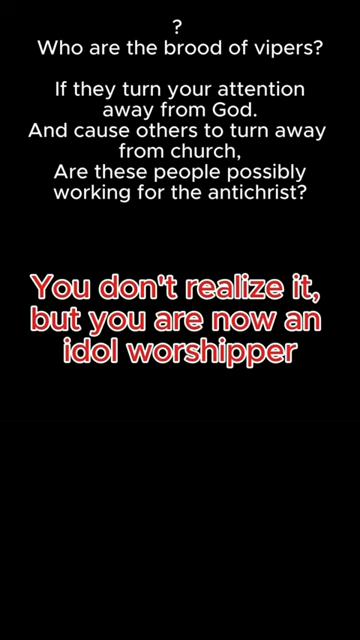 ?
Who are the brood of vipers?
If they turn your attention
away from God.
And cause others to turn away
from church,
Are these people possibly
working for the antichrist?
You don't realize it,
but you are now an
idol worshipper